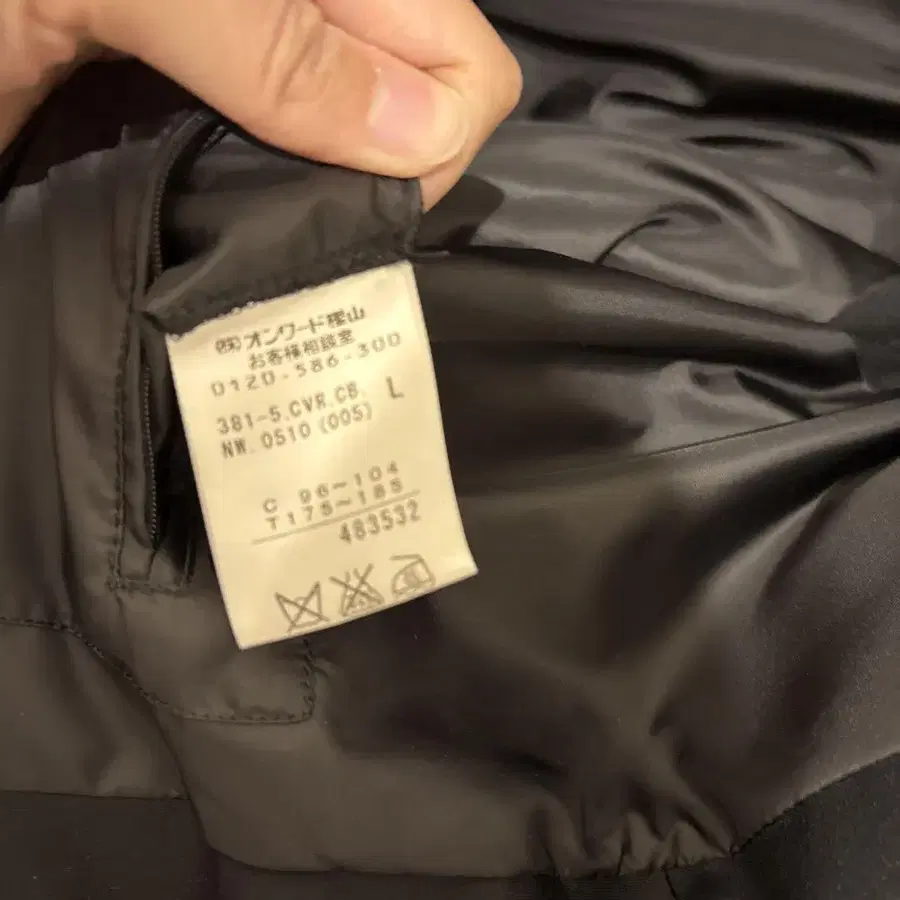 ㈱オンワード樫山
お客様相談室
0120-586-300
381-5.CVR.CB. L
NW. 0510 (005)
C 96~104
T175~185
483532